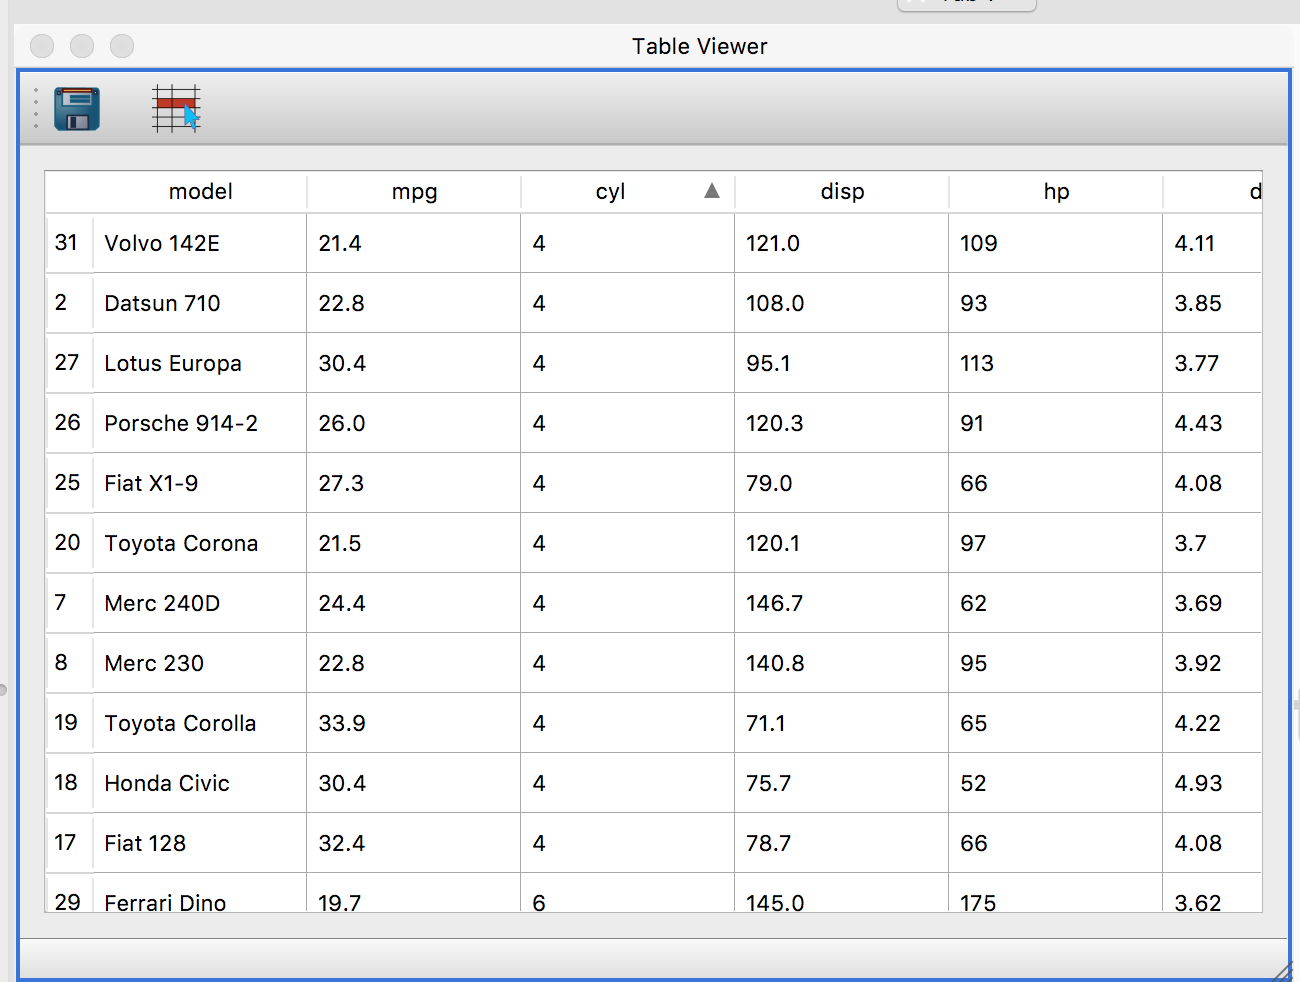 Table Viewer
model mpg cyl ▲ disp hp d
31 Volvo 142E 21.4 4 121.0 109 4.11
2 Datsun 710 22.8 4 108.0 93 3.85
27 Lotus Europa 30.4 4 95.1 113 3.77
26 Porsche 914-2 26.0 4 120.3 91 4.43
25 Fiat X1-9 27.3 4 79.0 66 4.08
20 Toyota Corona 21.5 4 120.1 97 3.7
7 Merc 240D 24.4 4 146.7 62 3.69
8 Merc 230 22.8 4 140.8 95 3.92
19 Toyota Corolla 33.9 4 71.1 65 4.22
18 Honda Civic 30.4 4 75.7 52 4.93
17 Fiat 128 32.4 4 78.7 66 4.08
29 Ferrari Dino 19.7 6 145.0 175 3.62